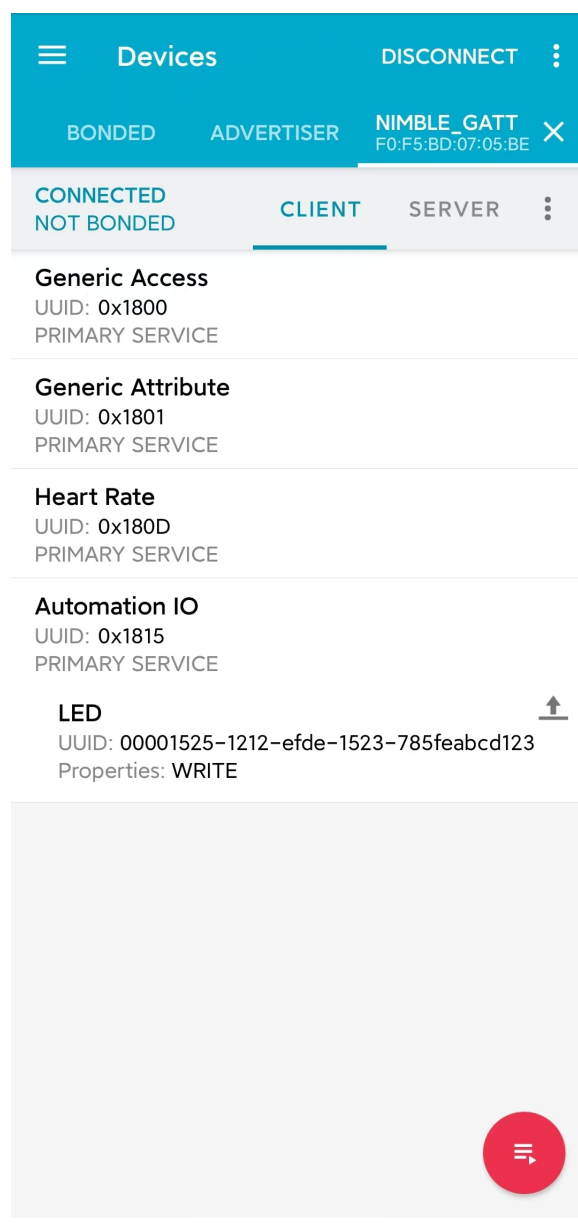 Devices
DISCONNECT
BONDED
ADVERTISER
NIMBLE_GATT
F0:F5:BD:07:05:BE
CONNECTED
NOT BONDED
CLIENT
SERVER
Generic Access
UUID: 0x1800
PRIMARY SERVICE
Generic Attribute
UUID: 0x1801
PRIMARY SERVICE
Heart Rate
UUID: 0x180D
PRIMARY SERVICE
Automation IO
UUID: 0x1815
PRIMARY SERVICE
LED
UUID: 00001525-1212-efde-1523-785feabcd123
Properties: WRITE